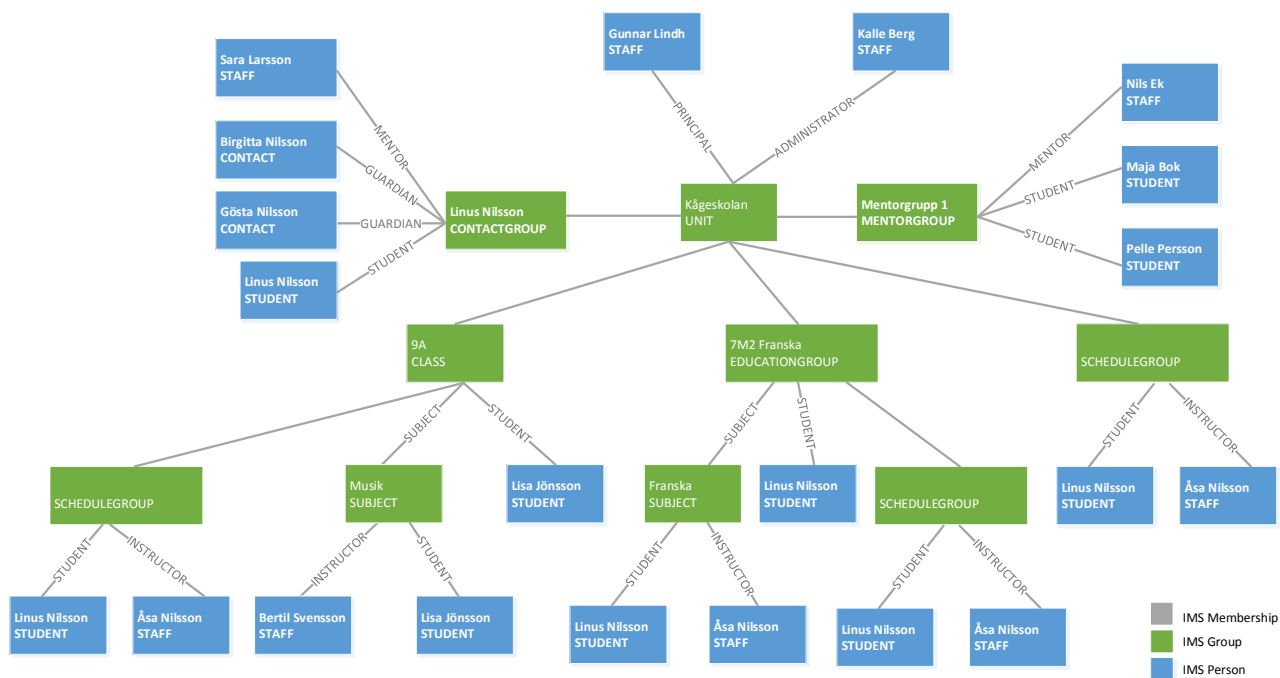 Gunnar Lindh
STAFF
Kalle Berg
STAFF
Sara Larsson
STAFF
Nils Ek
STAFF
PRINCIPAL
ADMINISTRATOR
MENTOR
MENTOR
Birgitta Nilsson
CONTACT
GUARDIAN
Maja Bok
STUDENT
STUDENT
Gösta Nilsson
CONTACT
GUARDIAN
Linus Nilsson
CONTACTGROUP
Kågeskolan
UNIT
Mentorgrupp 1
MENTORGROUP
STUDENT
Pelle Persson
STUDENT
STUDENT
Linus Nilsson
STUDENT
9A
CLASS
7M2 Franska
EDUCATIONGROUP
SCHEDULEGROUP
SUBJECT
STUDENT
SUBJECT
STUDENT
STUDENT
INSTRUCTOR
SCHEDULEGROUP
Musik
SUBJECT
Lisa Jönsson
STUDENT
Franska
SUBJECT
Linus Nilsson
STUDENT
SCHEDULEGROUP
Linus Nilsson
STUDENT
Åsa Nilsson
STAFF
STUDENT
INSTRUCTOR
INSTRUCTOR
STUDENT
STUDENT
INSTRUCTOR
STUDENT
INSTRUCTOR
Linus Nilsson
STUDENT
Åsa Nilsson
STAFF
Bertil Svensson
STAFF
Lisa Jönsson
STUDENT
Linus Nilsson
STUDENT
Åsa Nilsson
STAFF
Linus Nilsson
STUDENT
Åsa Nilsson
STAFF
IMS Membership
IMS Group
IMS Person